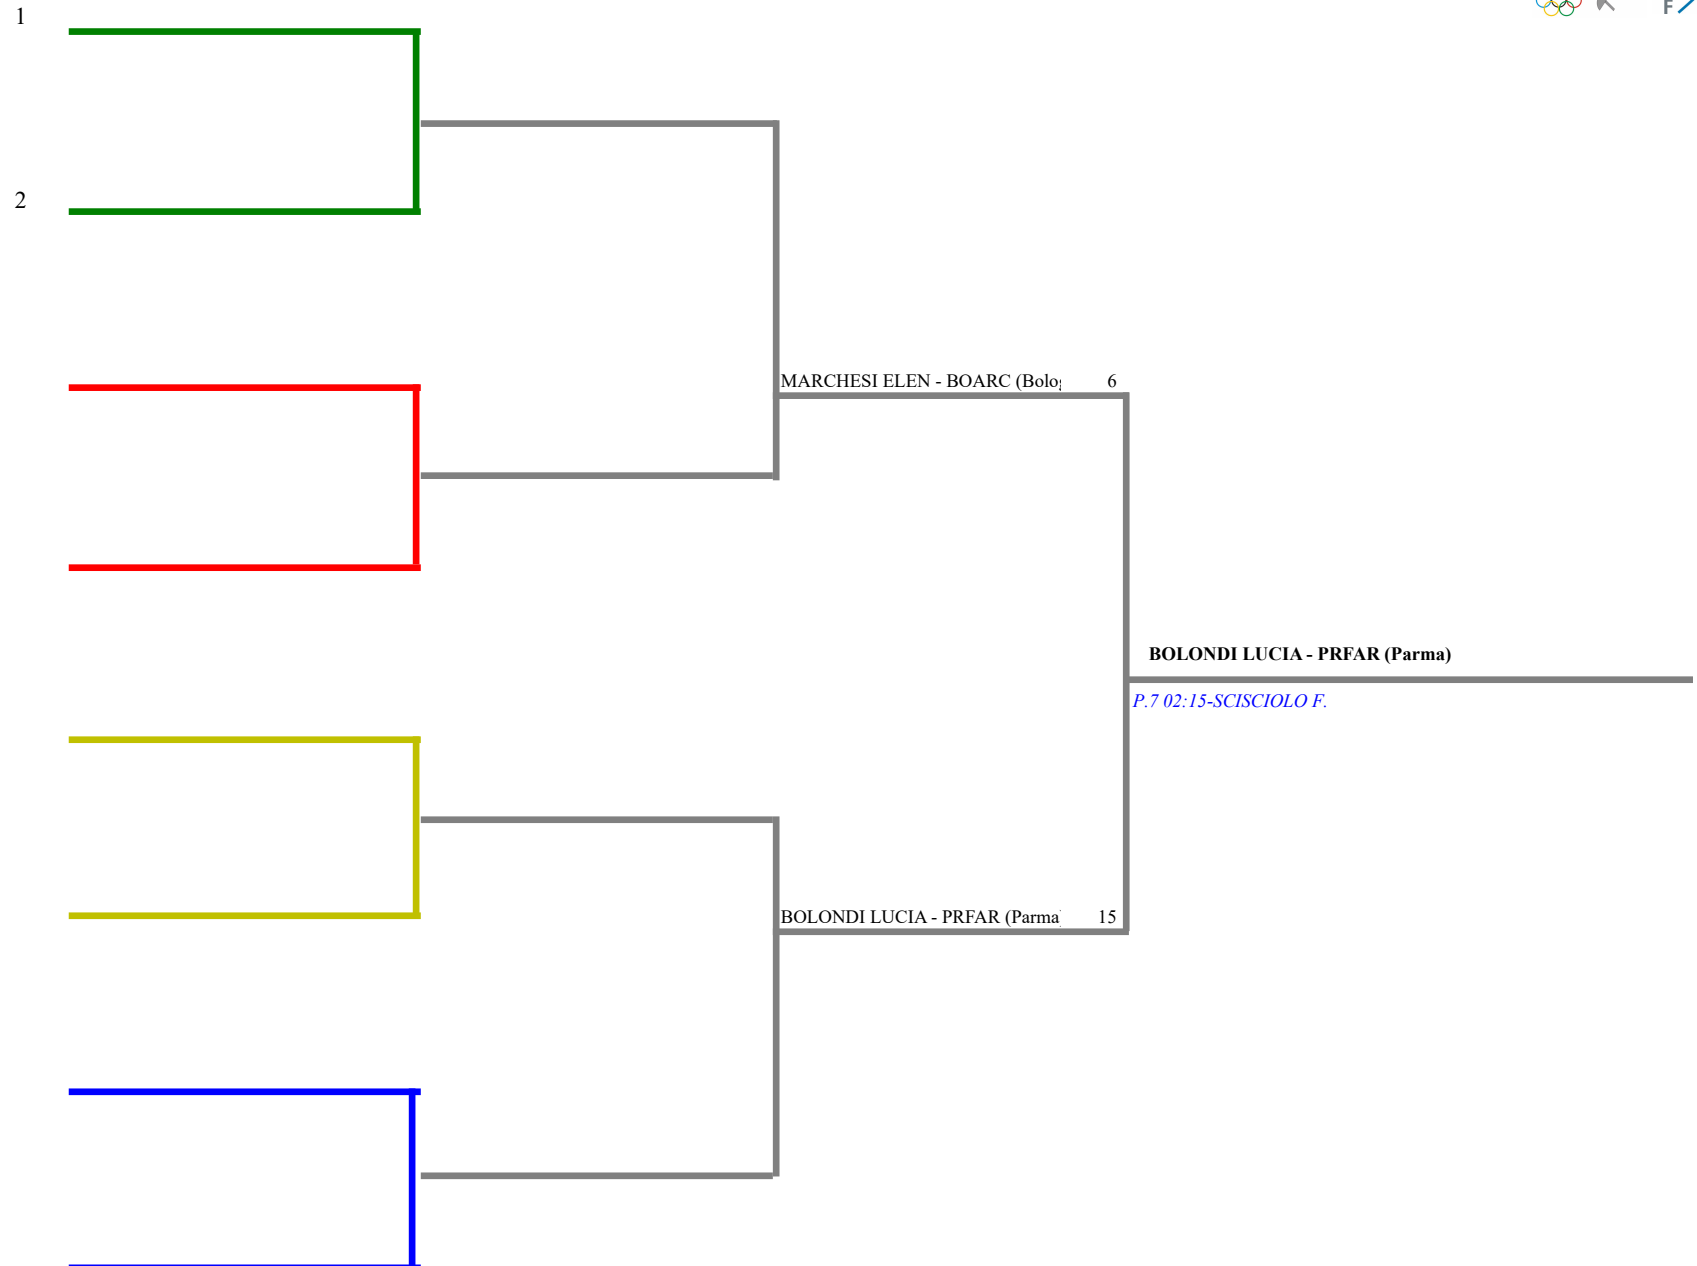 1
F
2
MARCHESI ELEN - BOARC (Bolo 6
BOLONDI LUCIA - PRFAR (Parma)
P.7 02:15-SCISCIOLO F.
BOLONDI LUCIA - PRFAR (Parma 15